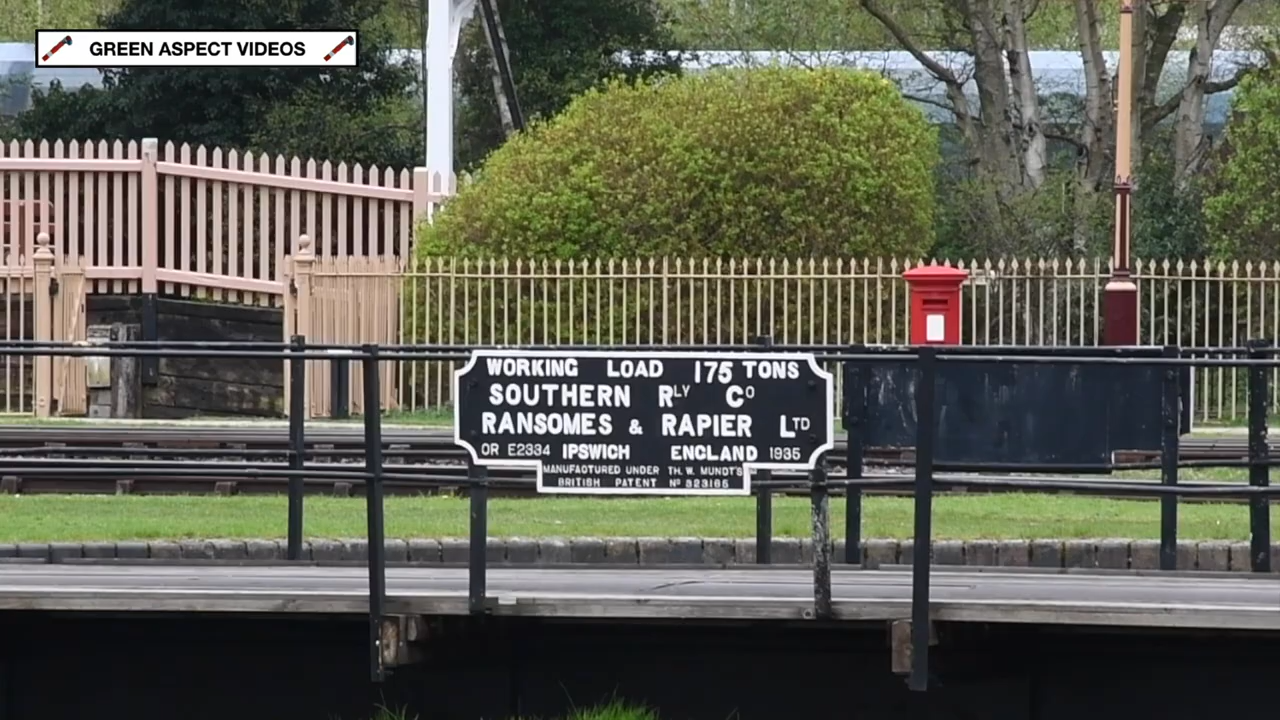 GREEN ASPECT VIDEOS
WORKING LOAD 175 TONS
SOUTHERN RLY CO
RANSOMES & RAPIER LTD
OR E2334 IPSWICH ENGLAND 1935
MANUFACTURED UNDER TH. W. MUNDT'S
BRITISH PATENT NO 323165